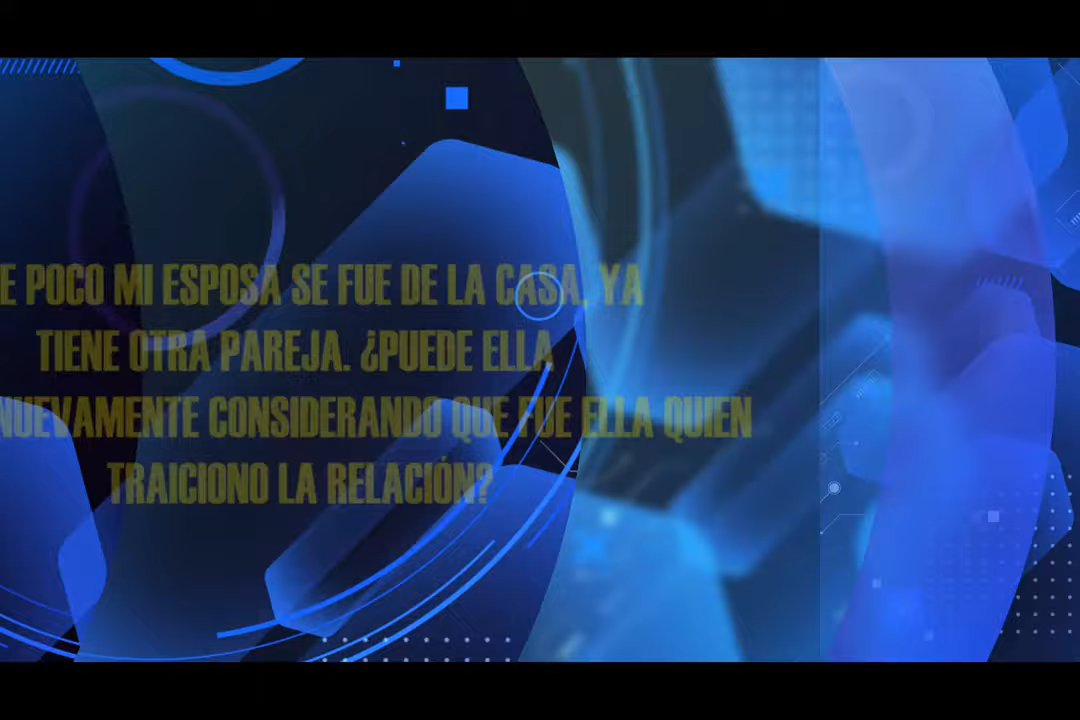 E POCO MI ESPOSA SE FUE DE LA CASA, YA
TIENE OTRA PAREJA. ¿PUEDE ELLA
NUEVAMENTE CONSIDERANDO QUE FUE ELLA QUIEN
TRAICIONO LA RELACIÓN?